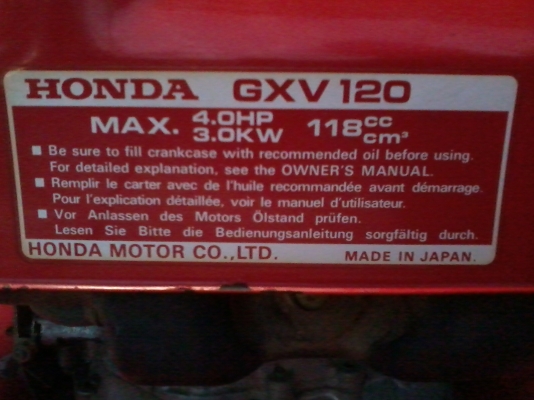 HONDA GXV 120
MAX. 4.0HP 3.0KW 118cc cm³
■ Be sure to fill crankcase with recommended oil before using.
For detailed explanation, see the OWNER'S MANUAL.
■ Remplir le carter avec de l'huile recommandée avant démarrage.
Pour l'explication détaillée, voir le manuel d'utilisateur.
■ Vor Anlassen des Motors Ölstand prüfen.
Lesen Sie Bitte die Bedienungsanleitung sorgfältig durch.
HONDA MOTOR CO.,LTD. MADE IN JAPAN.